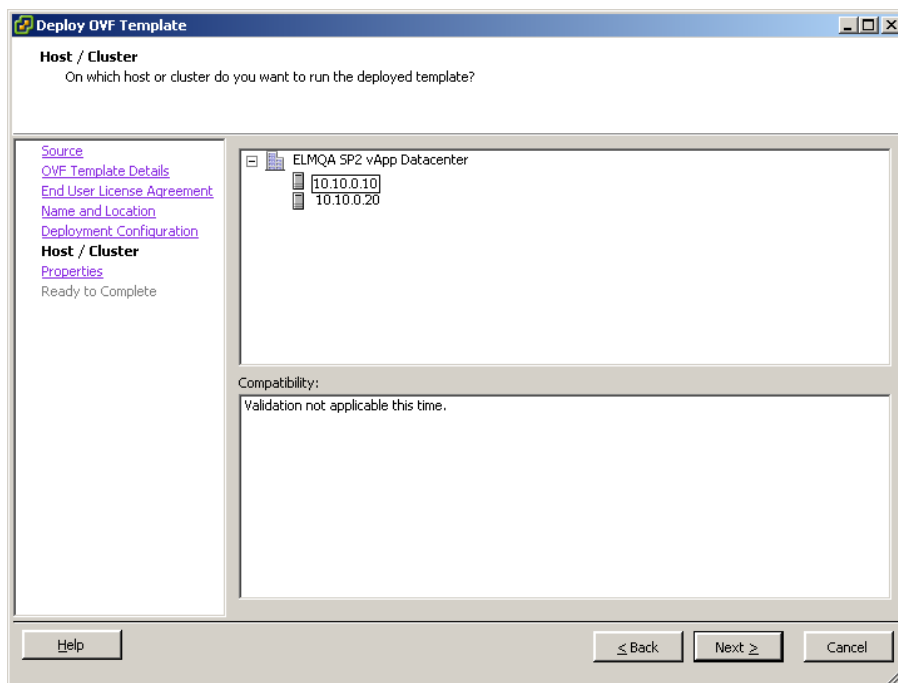 Deploy OVF Template
Host / Cluster
On which host or cluster do you want to run the deployed template?
Source
OVF Template Details
End User License Agreement
Name and Location
Deployment Configuration
Host / Cluster
Properties
Ready to Complete
ELMQA SP2 vApp Datacenter
10.10.0.10
10.10.0.20
Compatibility:
Validation not applicable this time.
Help
< Back
Next >
Cancel